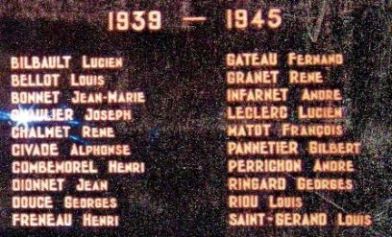 1939 — 1945
BILBAULT LUCIEN
BELLOT LOUIS
BONNET JEAN-MARIE
JOSEPH
CHALMET RENE
CIVADE ALPHONSE
COMBEMOREL HENRI
DIONNET JEAN
DOUCE GEORGES
FRENEAU HENRI
GATEAU FERNAND
GRANET RENE
INFARNET ANDRE
LECLERG LUCIEN
MATOT FRANÇOIS
PANNETIER GILBERT
PERRICHON ANDRE
RINGARD GEORGES
RIOU LOUIS
SAINT-GERAND LOUIS